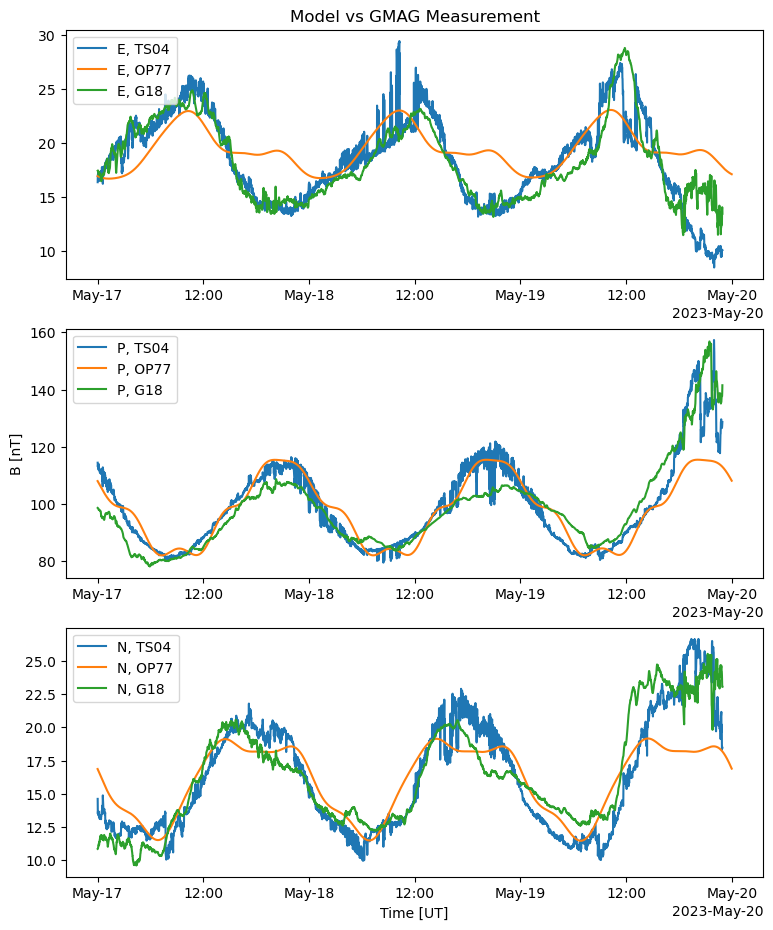 Model vs GMAG Measurement
30
25
20
15
10
E, TS04
E, OP77
E, G18
May-17
12:00
May-18
12:00
May-19
12:00
May-20
2023-May-20
B [nT]
160
140
120
100
80
P, TS04
P, OP77
P, G18
May-17
12:00
May-18
12:00
May-19
12:00
May-20
2023-May-20
25.0
22.5
20.0
17.5
15.0
12.5
10.0
N, TS04
N, OP77
N, G18
May-17
12:00
May-18
12:00
May-19
12:00
May-20
Time [UT]
2023-May-20